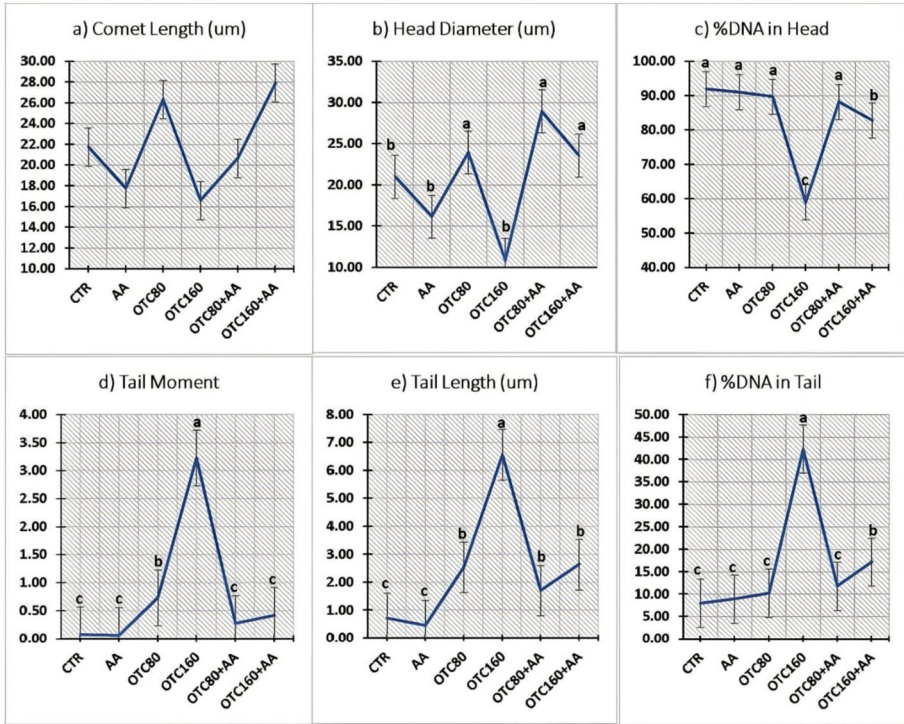 a) Comet Length (um)
30.00
28.00
26.00
24.00
22.00
20.00
18.00
16.00
14.00
12.00
10.00
CTR
AA
OTC80
OTC160
OTC80+AA
OTC160+AA
b) Head Diameter (um)
35.00
30.00
25.00
20.00
15.00
10.00
b
b
a
b
a
a
CTR
AA
OTC80
OTC160
OTC80+AA
OTC160+AA
c) %DNA in Head
100.00
90.00
80.00
70.00
60.00
50.00
40.00
a
a
a
c
a
b
CTR
AA
OTC80
OTC160
OTC80+AA
OTC160+AA
d) Tail Moment
4.00
3.50
3.00
2.50
2.00
1.50
1.00
0.50
0.00
c
c
b
a
c
c
CTR
AA
OTC80
OTC160
OTC80+AA
OTC160+AA
e) Tail Length (um)
8.00
7.00
6.00
5.00
4.00
3.00
2.00
1.00
0.00
c
c
b
a
b
b
CTR
AA
OTC80
OTC160
OTC80+AA
OTC160+AA
f) %DNA in Tail
50.00
45.00
40.00
35.00
30.00
25.00
20.00
15.00
10.00
5.00
0.00
c
c
c
a
c
b
CTR
AA
OTC80
OTC160
OTC80+AA
OTC160+AA